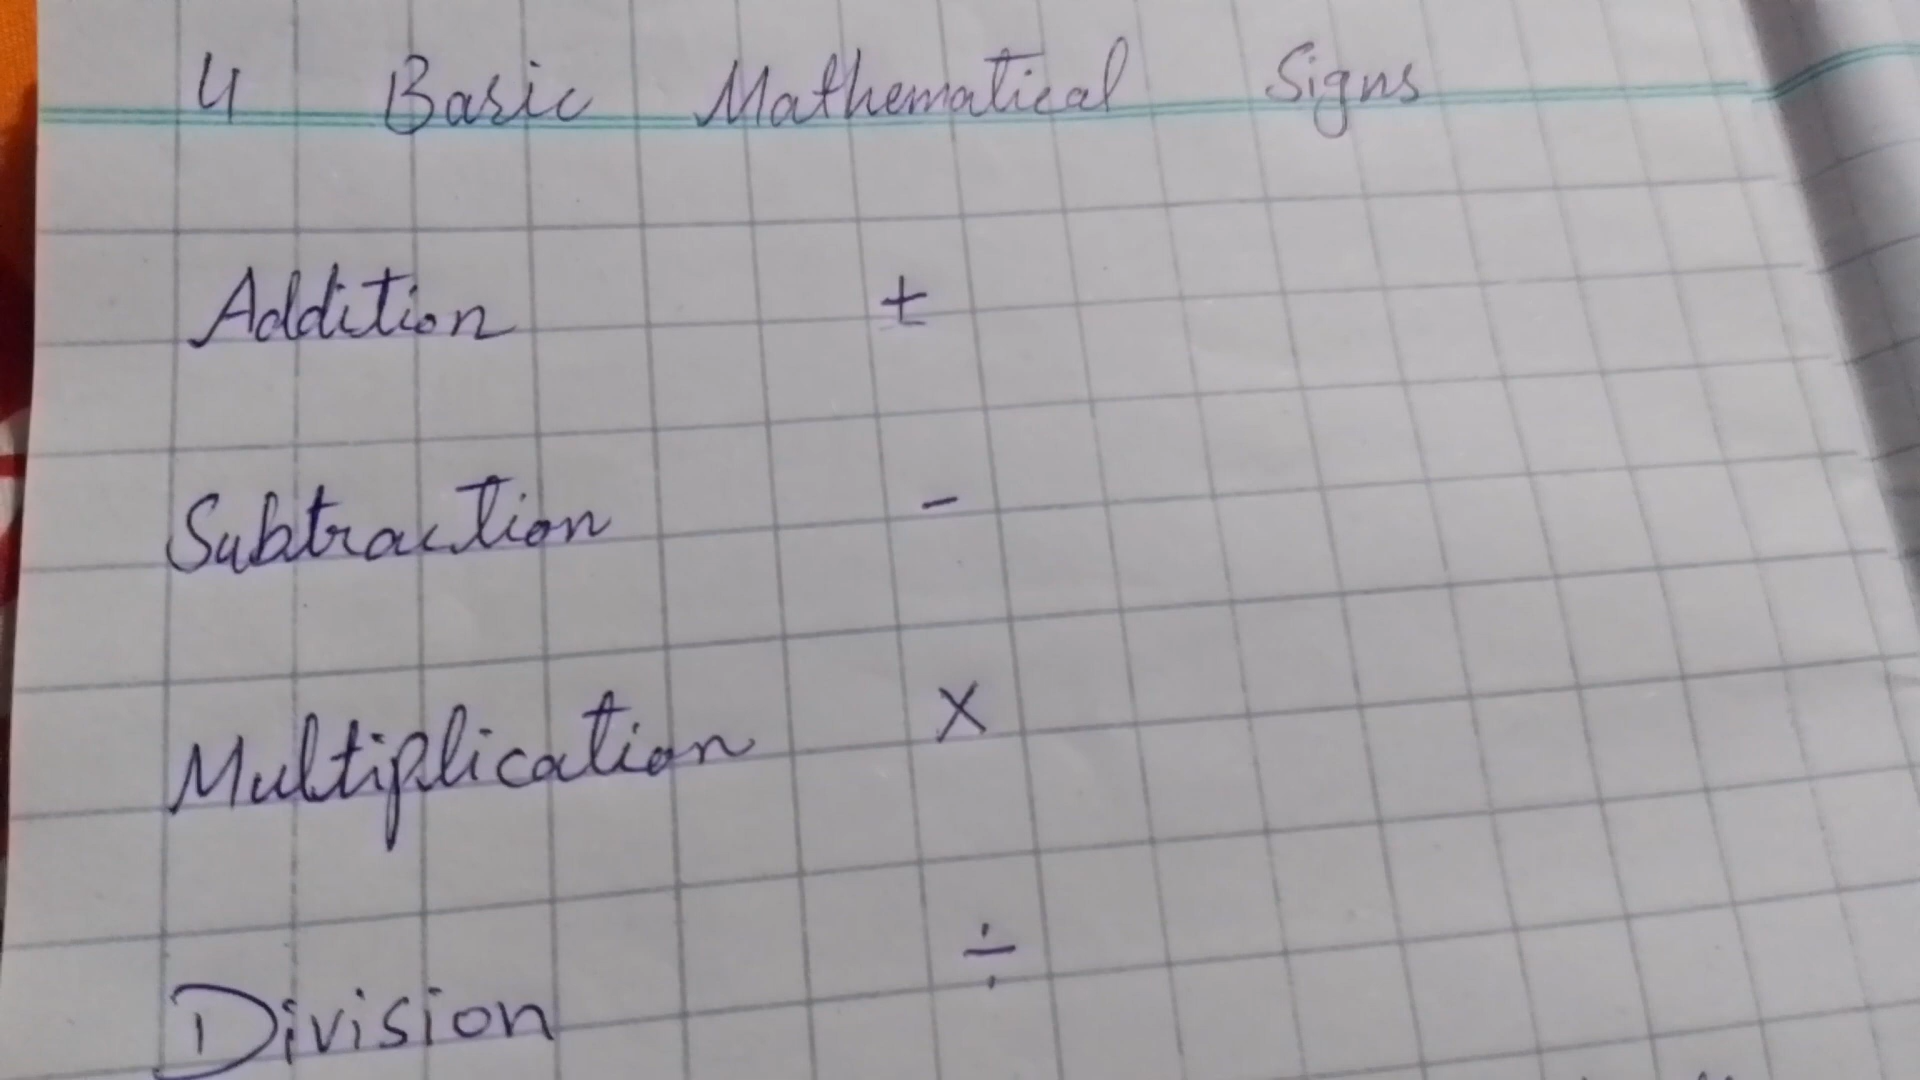 4 Basic Mathematical Signs
Addition +
Subtraction -
Multiplication ×
Division ÷